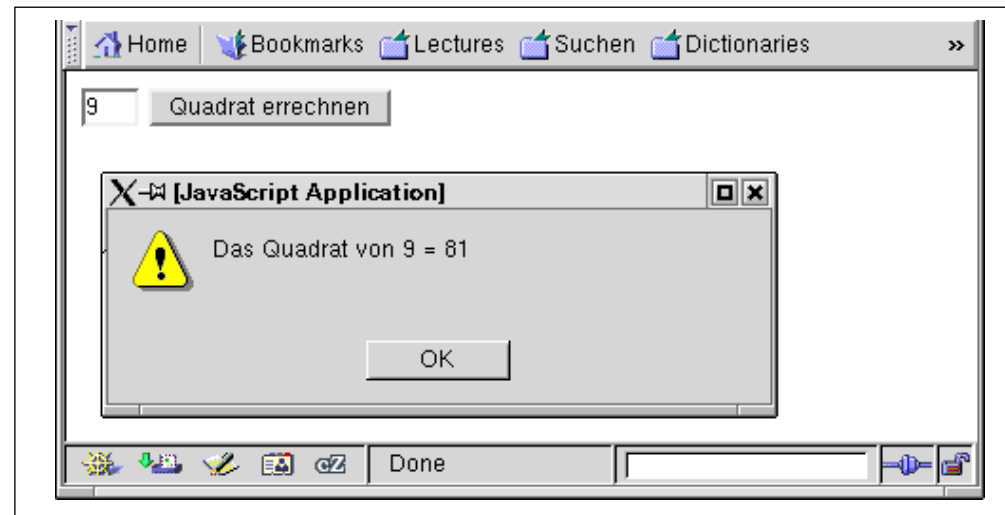 Home Bookmarks Lectures Suchen Dictionaries »
9 Quadrat errechnen
[JavaScript Application]
Das Quadrat von 9 = 81
OK
Done